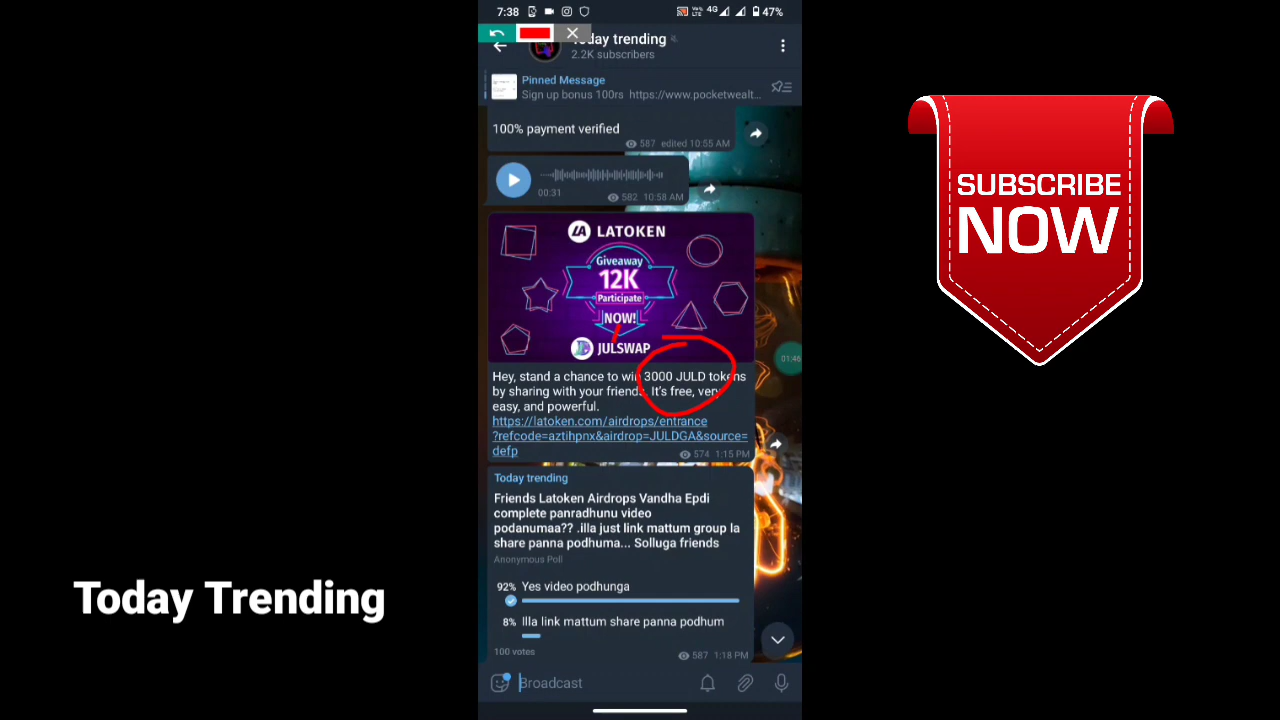 7:38
4G
47%
Today trending
2.2K subscribers
Pinned Message
Sign up bonus 100rs https://www.pocketwealt...
100% payment verified
587 edited 10:55 AM
00:31
582 10:58 AM
LATOKEN
Giveaway
12K
Participate
NOW!
JULSWAP
01:46
Hey, stand a chance to win 3000 JULD tokens
by sharing with your friends. It's free, very
easy, and powerful.
https://latoken.com/airdrops/entrance
?refcode=aztihpnx&airdrop=JULDGA&source=
defp
574 1:15 PM
Today trending
Friends Latoken Airdrops Vandha Epdi
complete panradhunu video
podanumaa?? .illa just link mattum group la
share panna podhuma... Solluga friends
Anonymous Poll
92% Yes video podhunga
8% Illa link mattum share panna podhum
100 votes
587 1:18 PM
Broadcast
SUBSCRIBE
NOW
Today Trending